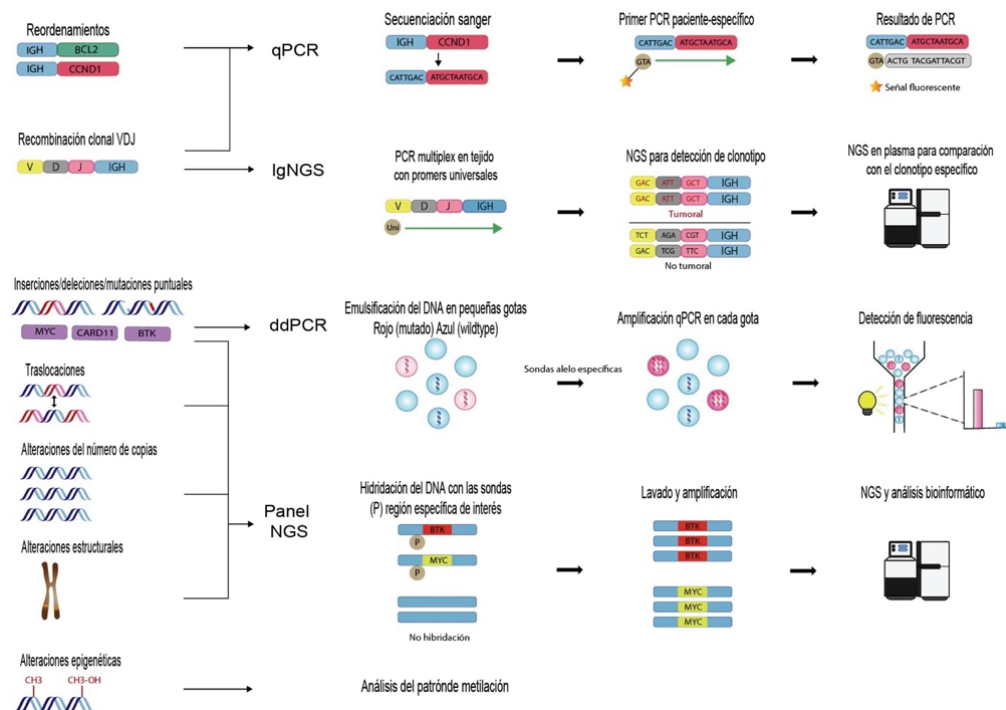 Reordenamientos
IGH BCL2
IGH CCND1
qPCR
Secuenciación sanger
IGH CCND1
CATTGAC ATGCTAATGCA
Primer PCR paciente-específico
CATTGAC ATGCTAATGCA
GTA
Resultado de PCR
CATTGAC ATGCTAATGCA
GTA ACTG TACGATTACGT
Señal fluorescente
Recombinación clonal VDJ
V D J IGH
IgNGS
PCR multiplex en tejido
con promers universales
V D J IGH
Uni
NGS para detección de clonotipo
GAC ATT GCT IGH
GAC ATT GCT IGH
Tumoral
TCT AGA CGT IGH
GAC TCG TTC IGH
No tumoral
NGS en plasma para comparación
con el clonotipo específico
Inserciones/deleciones/mutaciones puntuales
MYC CARD11 BTK
ddPCR
Emulsificación del DNA en pequeñas gotas
Rojo (mutado) Azul (wildtype)
Sondas alelo específicas
Amplificación qPCR en cada gota
Detección de fluorescencia
Traslocaciones
Alteraciones del número de copias
Alteraciones estructurales
Panel
NGS
Hidridación del DNA con las sondas
(P) región específica de interés
BTK
P
MYC
P
No hibridación
Lavado y amplificación
BTK
BTK
BTK
MYC
MYC
MYC
NGS y análisis bioinformático
Alteraciones epigenéticas
CH3 CH3-OH
Análisis del patrónde metilación